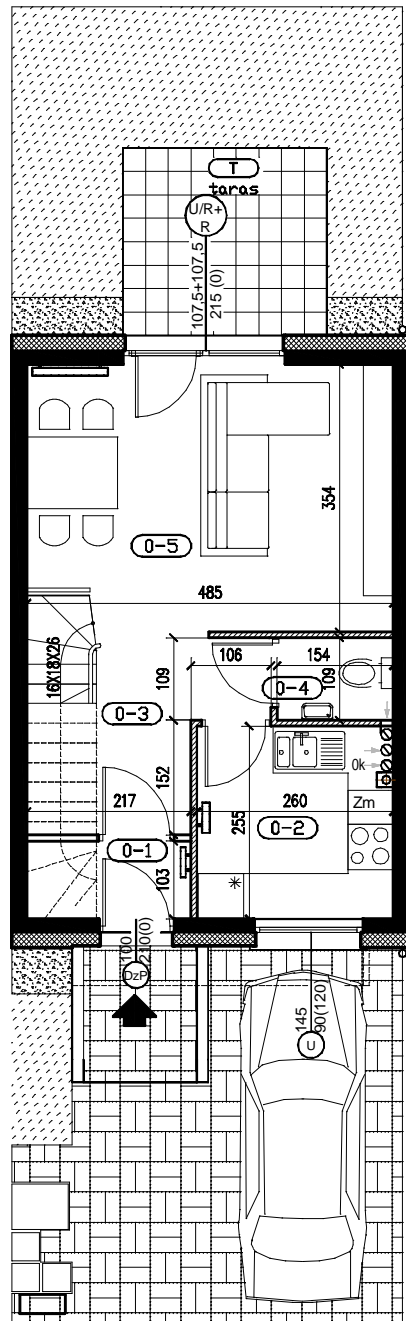 T
taras
U/R+
R
107,5+107,5
215 (0)
354
0-5
485
16X18X26
109
106
154
0-4
109
0-3
0k
152
217
255
260
Zm
0-2
0-1
103
*
100
210(0)
DzP
145
90(120)
U